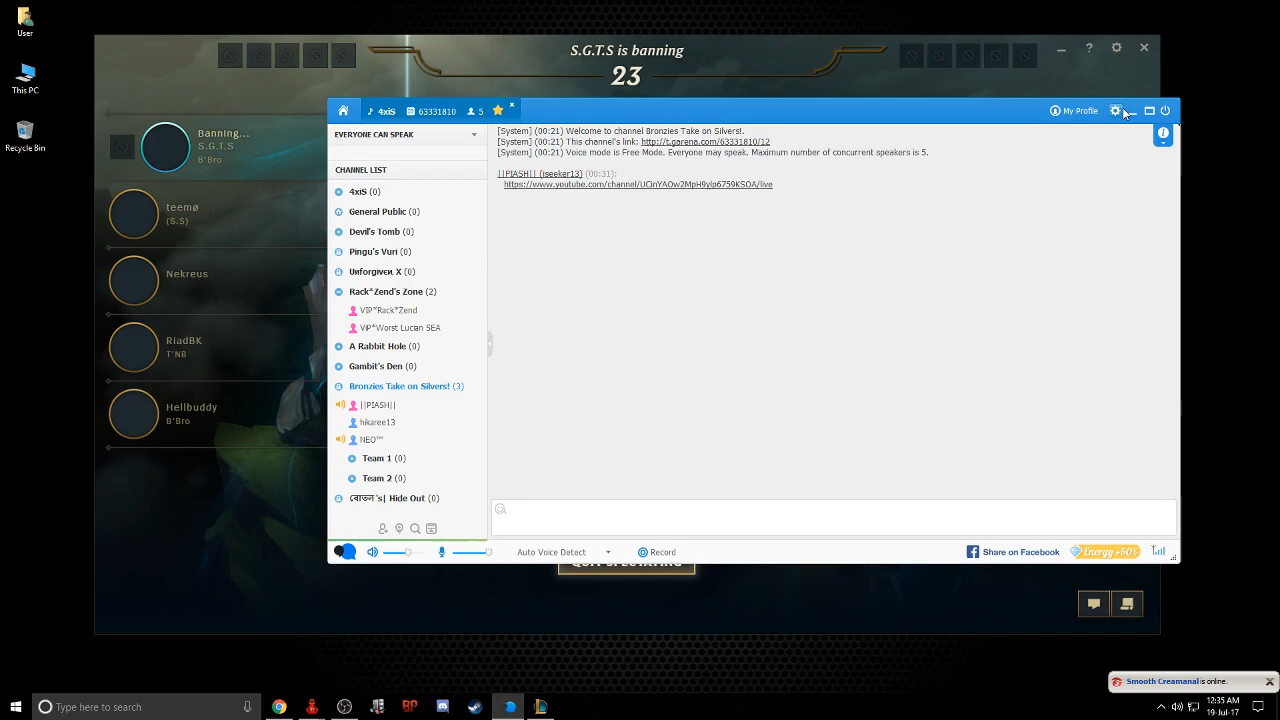 User
This PC
Recycle Bin
S.G.T.S is banning
23
Banning...
S.G.T.S
B'Bro
teemø
(S.S)
Nekreus
RiadBK
T'NB
Hellbuddy
B'Bro
4xiS 63331810 5
My Profile
EVERYONE CAN SPEAK
CHANNEL LIST
4xiS (0)
General Public (0)
Devil's Tomb (0)
Pingu's Vuri (0)
Unforgiven X (0)
Rack*Zend's Zone (2)
VIP*Rack*Zend
ViP*Worst Lucian SEA
A Rabbit Hole (0)
Gambit's Den (0)
Bronzies Take on Silvers! (3)
||PIASH||
hikaree13
NEO™
Team 1 (0)
Team 2 (0)
's| Hide Out (0)
[System] (00:21) Welcome to channel Bronzies Take on Silvers!.
[System] (00:21) This channel's link: http://t.garena.com/63331810/12
[System] (00:21) Voice mode is Free Mode. Everyone may speak. Maximum number of concurrent speakers is 5.
||PIASH|| (iseeker13) (00:31):
https://www.youtube.com/channel/UCinYAOw2MpH9ylp6759KSOA/live
Auto Voice Detect
Record
Share on Facebook
Energy +50%
QUIT SPECTATING
Smooth Creamanal is online.
Type here to search
BP
12:35 AM
19-Jul-17